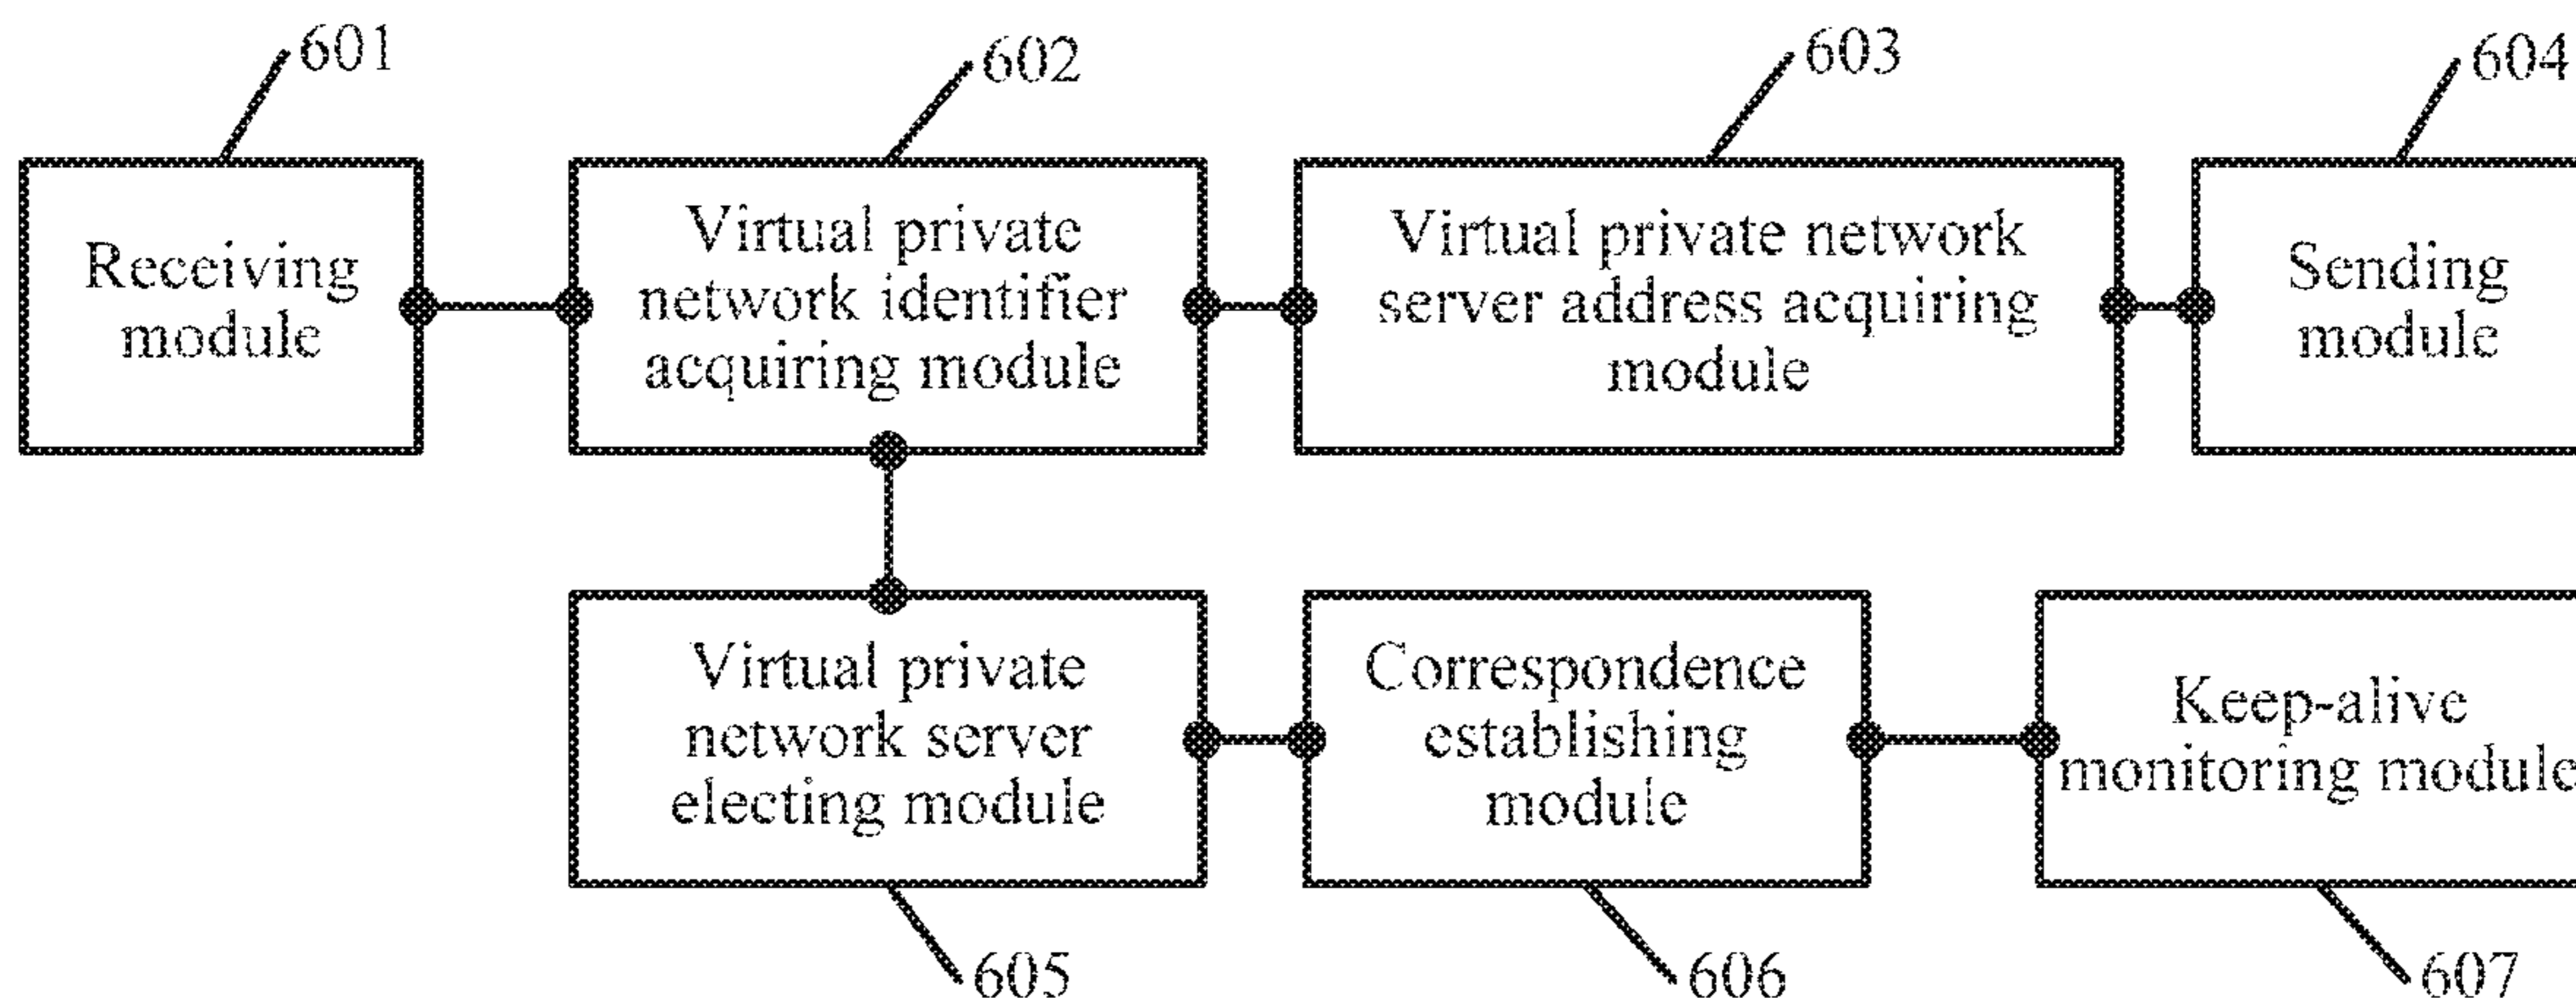 601
602
603
604
Receiving
module
Virtual private
network identifier
acquiring module
Virtual private network
server address acquiring
module
Sending
module
Virtual private
network server
electing module
Correspondence
establishing
module
Keep-alive
monitoring module
605
606
607